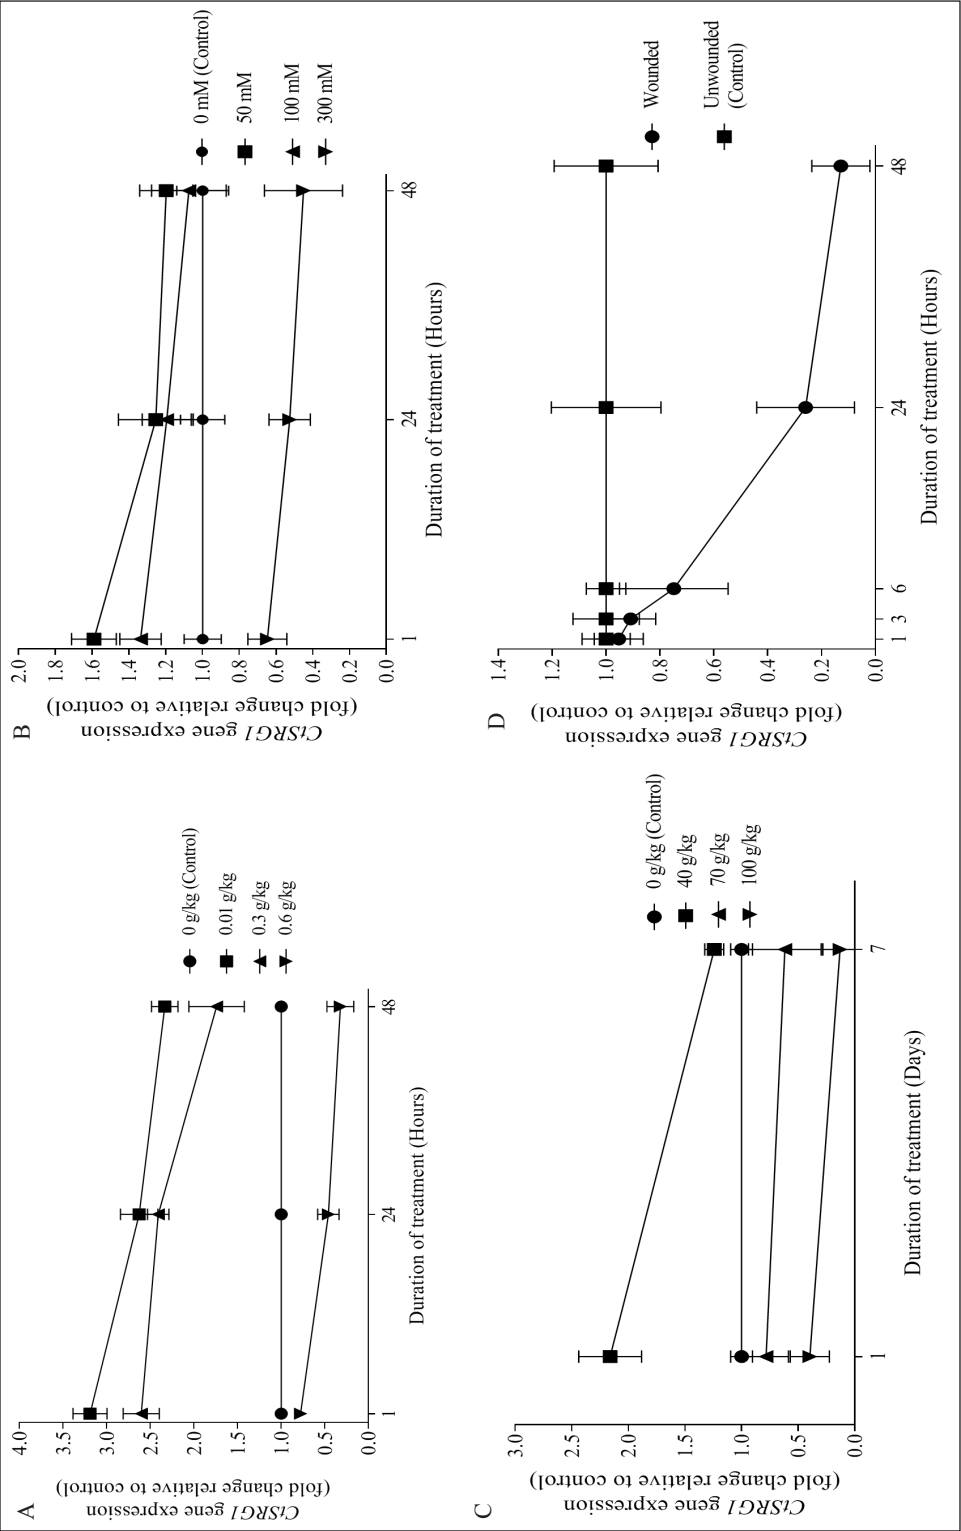 A
CtSRG1 gene expression
(fold change relative to control)
4.0
3.5
3.0
2.5
2.0
1.5
1.0
0.5
0.0
1
24
48
Duration of treatment (Hours)
0 g/kg (Control)
0.01 g/kg
0.3 g/kg
0.6 g/kg
B
CtSRG1 gene expression
(fold change relative to control)
2.0
1.8
1.6
1.4
1.2
1.0
0.8
0.6
0.4
0.2
0.0
1
24
48
Duration of treatment (Hours)
0 mM (Control)
50 mM
100 mM
300 mM
C
CtSRG1 gene expression
(fold change relative to control)
3.0
2.5
2.0
1.5
1.0
0.5
0.0
1
7
Duration of treatment (Days)
0 g/kg (Control)
40 g/kg
70 g/kg
100 g/kg
D
CtSRG1 gene expression
(fold change relative to control)
1.4
1.2
1.0
0.8
0.6
0.4
0.2
0.0
1
3
6
24
48
Duration of treatment (Hours)
Wounded
Unwounded
(Control)